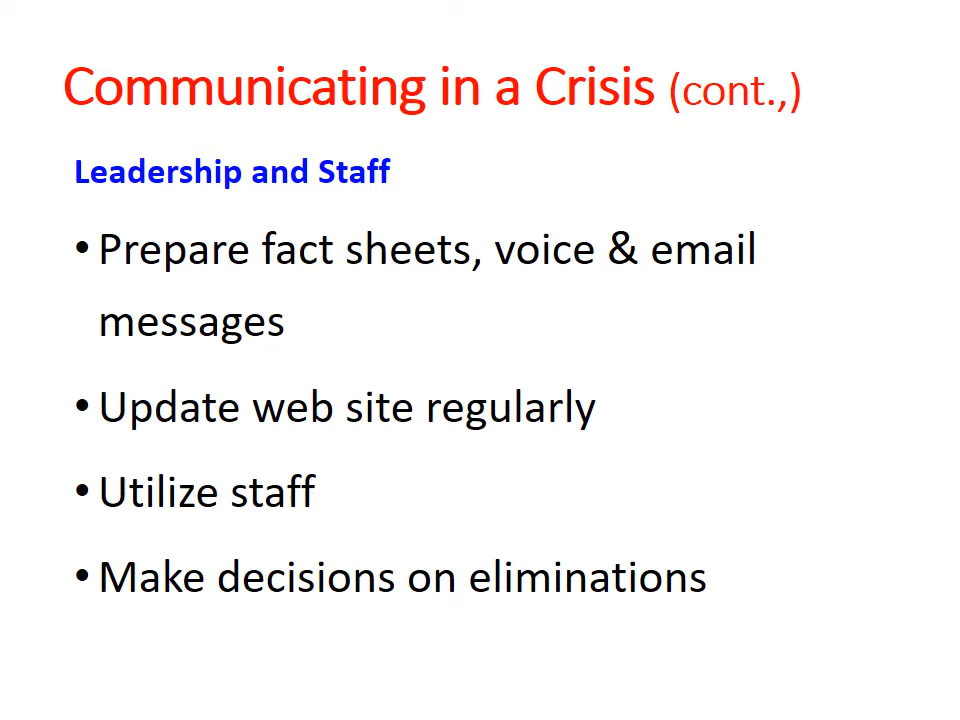 Communicating in a Crisis (cont.,)
Leadership and Staff
• Prepare fact sheets, voice & email
messages
• Update web site regularly
• Utilize staff
• Make decisions on eliminations